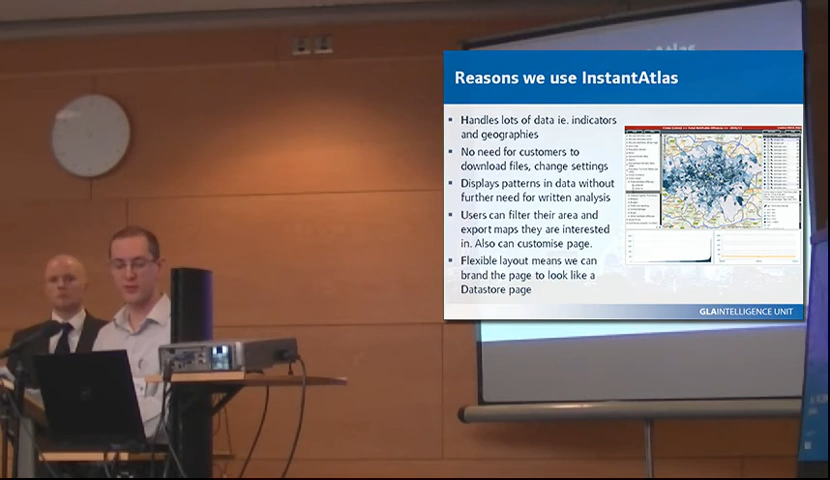 Reasons we use InstantAtlas
Handles lots of data ie. indicators
and geographies
No need for customers to
download files, change settings
Displays patterns in data without
further need for written analysis
Users can filter their area and
export maps they are interested
in. Also can customise page.
Flexible layout means we can
brand the page to look like a
Datastore page
GLAINTELLIGENCE UNIT